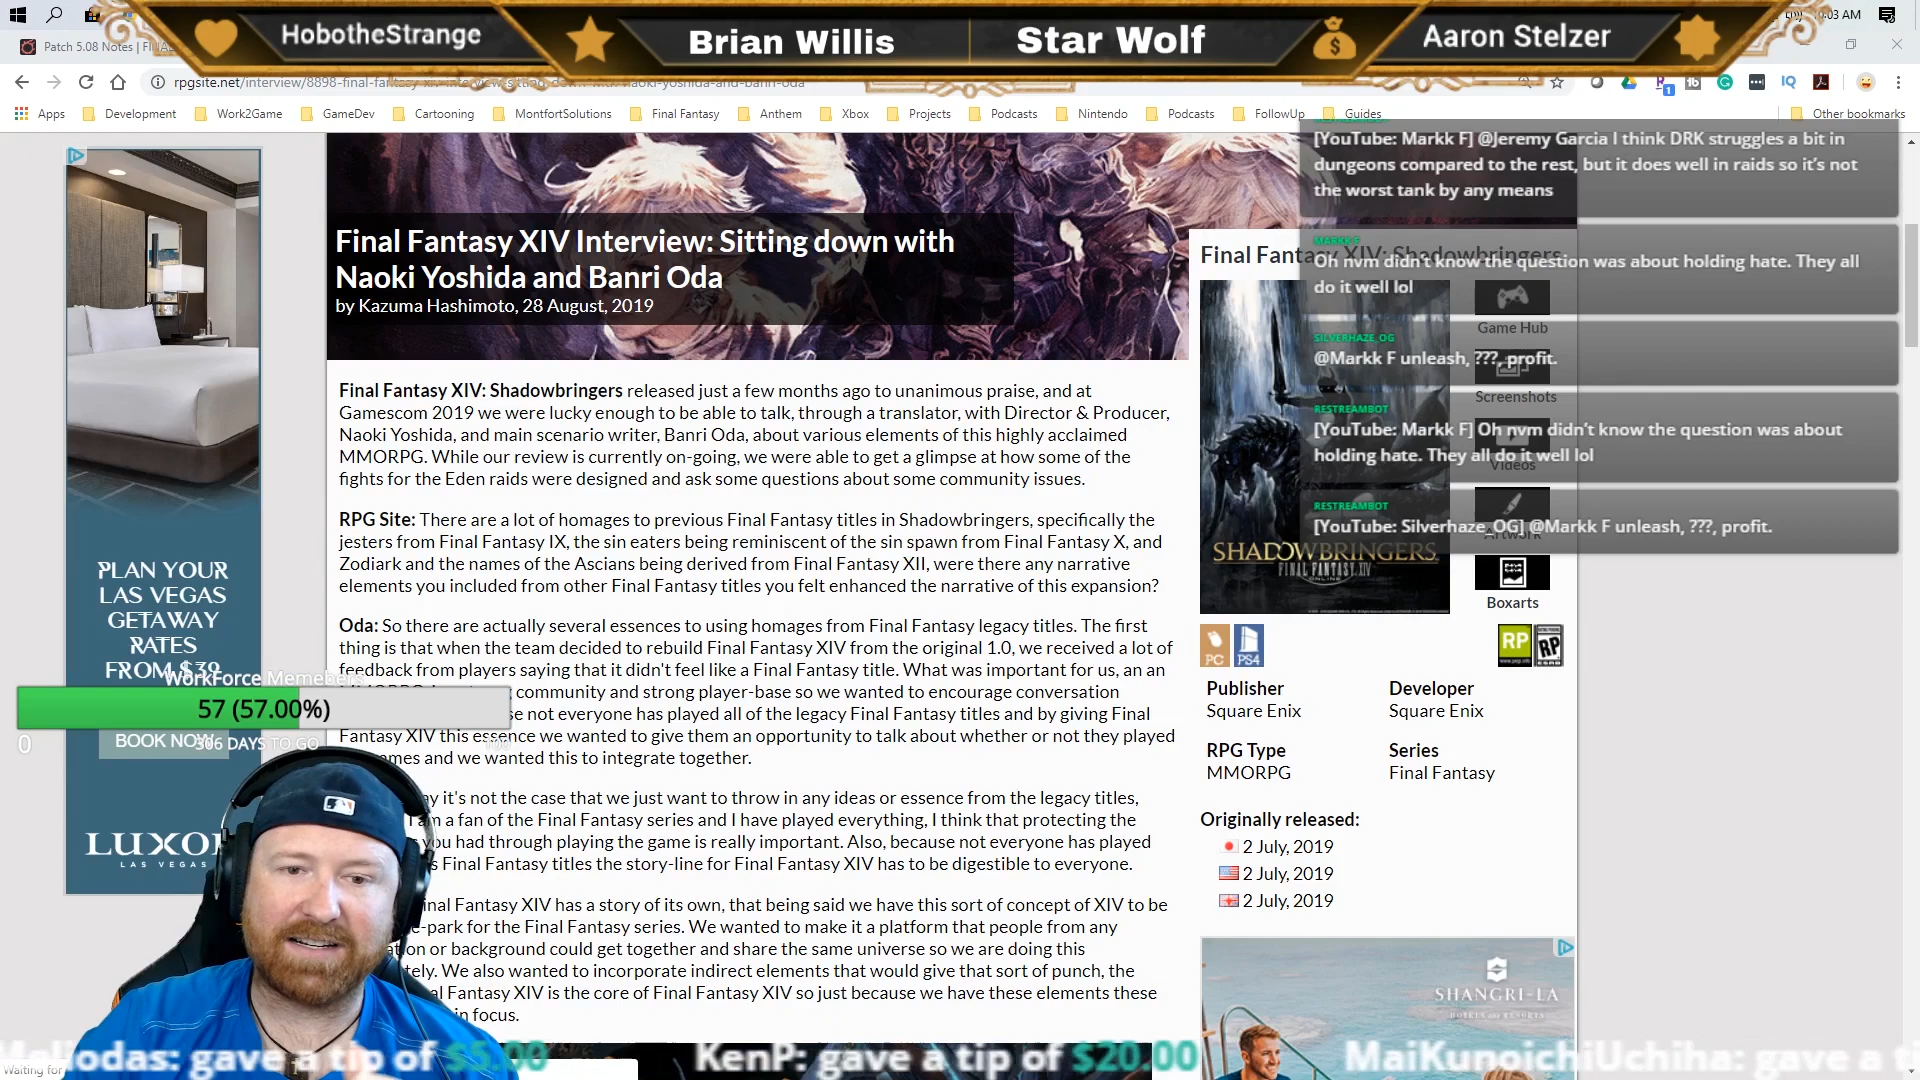 HobotheStrange
Brian Willis
Star Wolf
Aaron Stelzer
:03 AM
Patch 5.08 Notes | FINAL
rpgsite.net/interview/8898-final-fantasy-xiv-interview-sitting-down-with-naoki-yoshida-and-banri-oda
Apps
Development
Work2Game
GameDev
Cartooning
MontfortSolutions
Final Fantasy
Anthem
Xbox
Projects
Podcasts
Nintendo
Podcasts
FollowUp
Guides
Other bookmarks
[YouTube: Markk F] @Jeremy Garcia I think DRK struggles a bit in
dungeons compared to the rest, but it does well in raids so it's not
the worst tank by any means
MARKK F
Oh nvm didn't know the question was about holding hate. They all
do it well lol
SILVERHAZE_OG
@Markk F unleash, ???, profit.
RESTREAMBOT
[YouTube: Markk F] Oh nvm didn't know the question was about
holding hate. They all do it well lol
RESTREAMBOT
[YouTube: Silverhaze_OG] @Markk F unleash, ???, profit.
Final Fantasy XIV Interview: Sitting down with
Naoki Yoshida and Banri Oda
by Kazuma Hashimoto, 28 August, 2019
Final Fantasy XIV: Shadowbringers released just a few months ago to unanimous praise, and at
Gamescom 2019 we were lucky enough to be able to talk, through a translator, with Director & Producer,
Naoki Yoshida, and main scenario writer, Banri Oda, about various elements of this highly acclaimed
MMORPG. While our review is currently on-going, we were able to get a glimpse at how some of the
fights for the Eden raids were designed and ask some questions about some community issues.
RPG Site: There are a lot of homages to previous Final Fantasy titles in Shadowbringers, specifically the
jesters from Final Fantasy IX, the sin eaters being reminiscent of the sin spawn from Final Fantasy X, and
Zodiark and the names of the Ascians being derived from Final Fantasy XII, were there any narrative
elements you included from other Final Fantasy titles you felt enhanced the narrative of this expansion?
Oda: So there are actually several essences to using homages from Final Fantasy legacy titles. The first
thing is that when the team decided to rebuild Final Fantasy XIV from the original 1.0, we received a lot of
feedback from players saying that it didn't feel like a Final Fantasy title. What was important for us, an an
community and strong player-base so we wanted to encourage conversation
se not everyone has played all of the legacy Final Fantasy titles and by giving Final
Fantasy XIV this essence we wanted to give them an opportunity to talk about whether or not they played
ames and we wanted this to integrate together.
ay it's not the case that we just want to throw in any ideas or essence from the legacy titles,
I am a fan of the Final Fantasy series and I have played everything, I think that protecting the
you had through playing the game is really important. Also, because not everyone has played
s Final Fantasy titles the story-line for Final Fantasy XIV has to be digestible to everyone.
inal Fantasy XIV has a story of its own, that being said we have this sort of concept of XIV to be
e-park for the Final Fantasy series. We wanted to make it a platform that people from any
ation or background could get together and share the same universe so we are doing this
tely. We also wanted to incorporate indirect elements that would give that sort of punch, the
al Fantasy XIV is the core of Final Fantasy XIV so just because we have these elements these
in focus.
Final Fantasy XIV: Shadowbringers
SHADOWBRINGERS
FINAL FANTASY XIV
ONLINE
Game Hub
Screenshots
Videos
Artwork
Boxarts
PC
PS4
RP
RP
Publisher
Square Enix
Developer
Square Enix
RPG Type
MMORPG
Series
Final Fantasy
Originally released:
2 July, 2019
2 July, 2019
2 July, 2019
SHANGRI-LA
PLAN YOUR
LAS VEGAS
GETAWAY
RATES
FROM $39
BOOK NOW
LUXOR
LAS VEGAS
WorkForce Memebers
57 (57.00%)
0
306 DAYS TO GO
100
Meliodas: gave a tip of $5.00
KenP: gave a tip of $20.00
MaiKunoichiUchiha: gave a ti
Waiting for